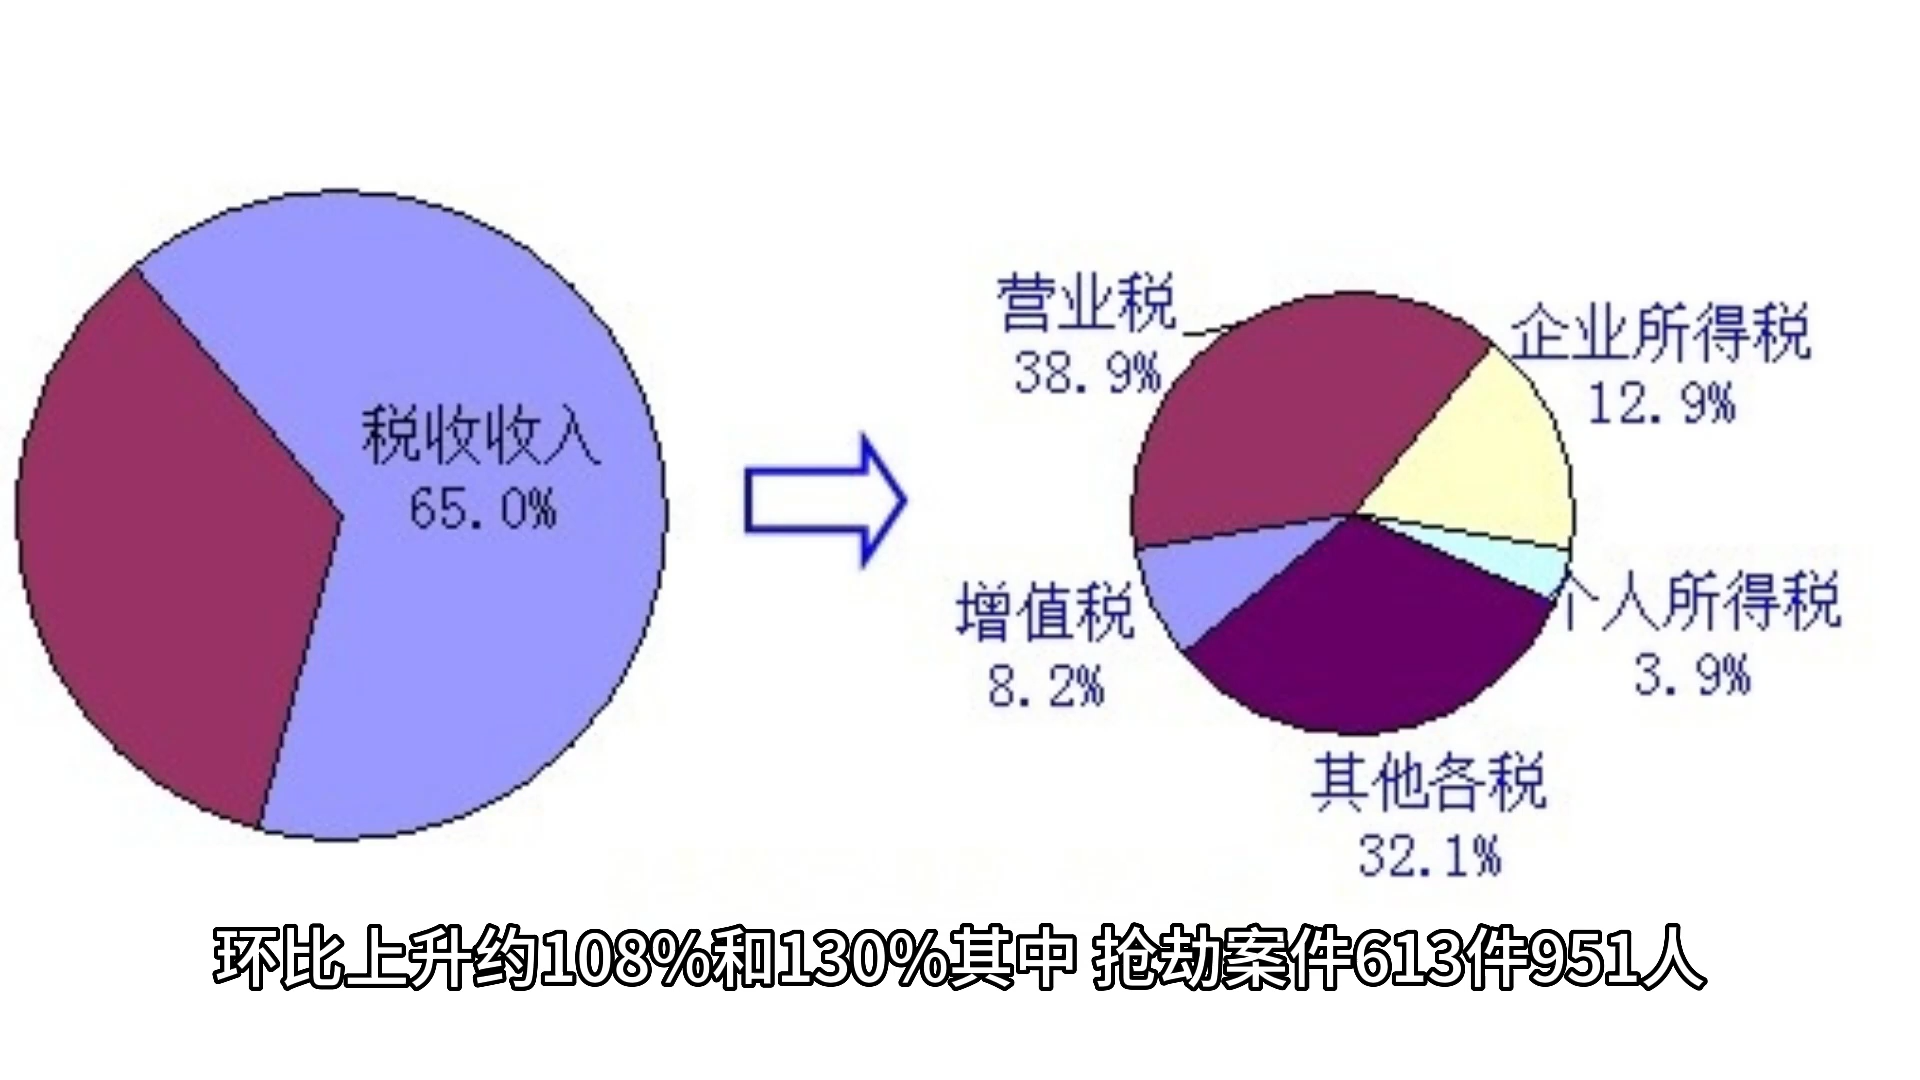 税收收入
65.0%
营业税
38.9%
企业所得税
12.9%
增值税
8.2%
个人所得税
3.9%
其他各税
32.1%
环比上升约108%和130%其中 抢劫案件613件951人